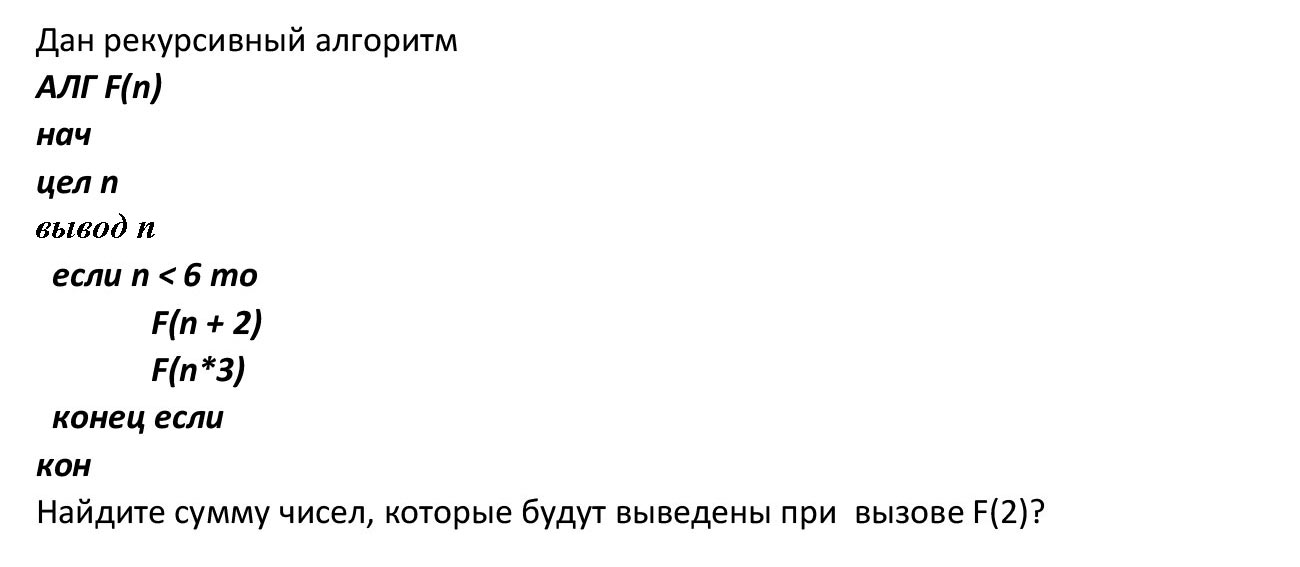 Дан рекурсивный алгоритм
АЛГ F(n)
нач
цел n
вывод n
если n < 6 то
F(n + 2)
F(n*3)
конец если
кон
Найдите сумму чисел, которые будут выведены при вызове F(2)?